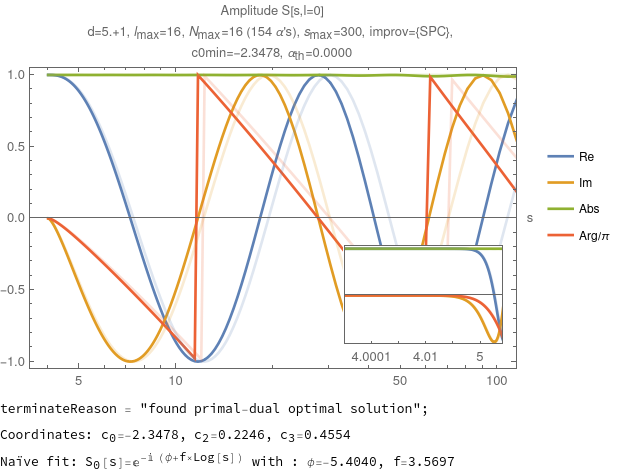 Amplitude S[s,l=0]
d=5.+1, lmax=16, Nmax=16 (154 α's), smax=300, improv={SPC},
c0min=-2.3478, αth=0.0000
1.0
0.5
0.0
-0.5
-1.0
5
10
50
100
s
4.0001
4.01
5
Re
Im
Abs
Arg/π
terminateReason = "found primal-dual optimal solution";
Coordinates: c0=-2.3478, c2=0.2246, c3=0.4554
Naïve fit: S0[s]=e^-i (ϕ+f×Log[s]) with : ϕ=-5.4040, f=3.5697